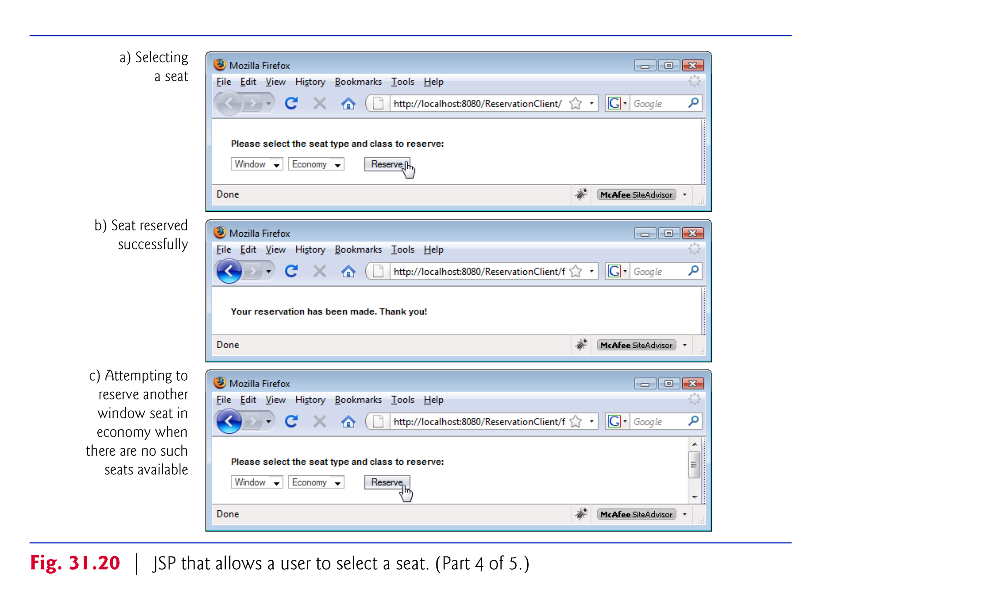 a) Selecting
a seat
Mozilla Firefox
File Edit View History Bookmarks Tools Help
http://localhost:8080/ReservationClient/ G Google
Please select the seat type and class to reserve:
Window Economy Reserve
Done McAfee SiteAdvisor
b) Seat reserved
successfully
Mozilla Firefox
File Edit View History Bookmarks Tools Help
http://localhost:8080/ReservationClient/f G Google
Your reservation has been made. Thank you!
Done McAfee SiteAdvisor
c) Attempting to
reserve another
window seat in
economy when
there are no such
seats available
Mozilla Firefox
File Edit View History Bookmarks Tools Help
http://localhost:8080/ReservationClient/f G Google
Please select the seat type and class to reserve:
Window Economy Reserve
Done McAfee SiteAdvisor
Fig. 31.20 | JSP that allows a user to select a seat. (Part 4 of 5.)